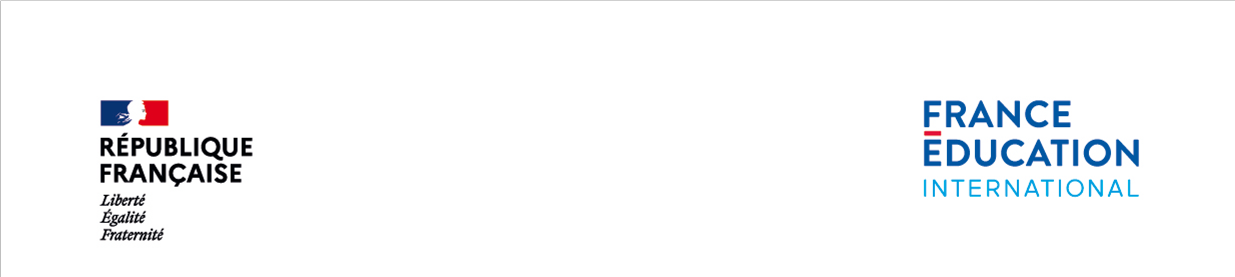 RÉPUBLIQUE
FRANÇAISE
Liberté
Égalité
Fraternité
FRANCE
ÉDUCATION
INTERNATIONAL